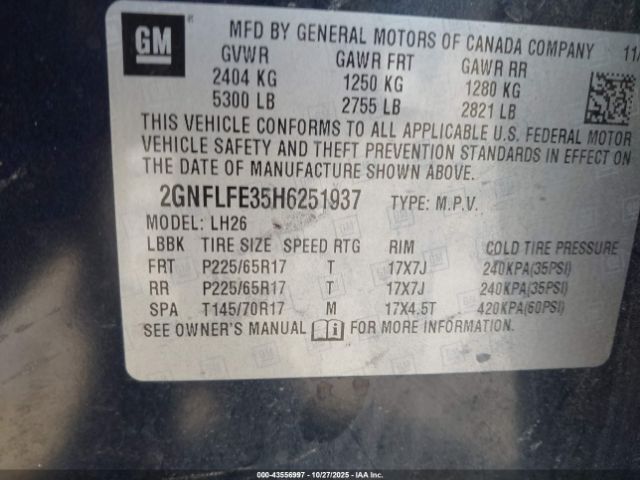 GM
MFD BY GENERAL MOTORS OF CANADA COMPANY 11/
GVWR GAWR FRT GAWR RR
2404 KG 1250 KG 1280 KG
5300 LB 2755 LB 2821 LB
THIS VEHICLE CONFORMS TO ALL APPLICABLE U.S. FEDERAL MOTOR
VEHICLE SAFETY AND THEFT PREVENTION STANDARDS IN EFFECT ON
THE DATE OF MANUFACTURE SHOWN ABOVE.
2GNFLFE35H6251937 TYPE: M.P.V.
MODEL: LH26
LBBK TIRE SIZE SPEED RTG RIM COLD TIRE PRESSURE
FRT P225/65R17 T 17X7J 240KPA(35PSI)
RR P225/65R17 T 17X7J 240KPA(35PSI)
SPA T145/70R17 M 17X4.5T 420KPA(60PSI)
SEE OWNER'S MANUAL FOR MORE INFORMATION.
000-43556997 - 10/27/2025 - IAA Inc.